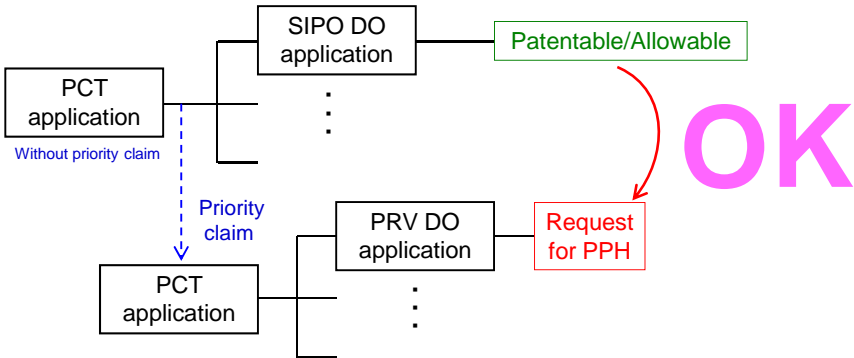 SIPO DO
application
Patentable/Allowable
PCT
application
Without priority claim
OK
Priority
claim
PRV DO
application
Request
for PPH
PCT
application